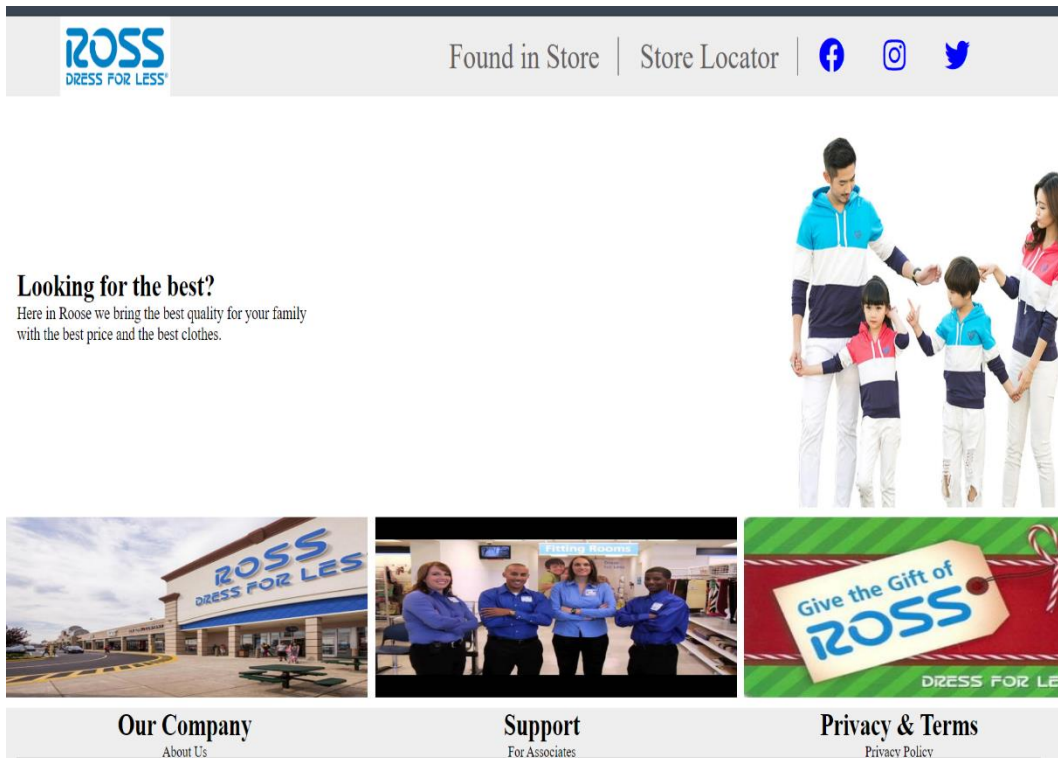 ROSS
DRESS FOR LESS®
Found in Store
Store Locator
Looking for the best?
Here in Roose we bring the best quality for your family
with the best price and the best clothes.
ROSS
DRESS FOR LES
Fitting Rooms
Give the Gift of
ROSS
DRESS FOR LE
Our Company
Support
Privacy & Terms
About Us
For Associates
Privacy Policy